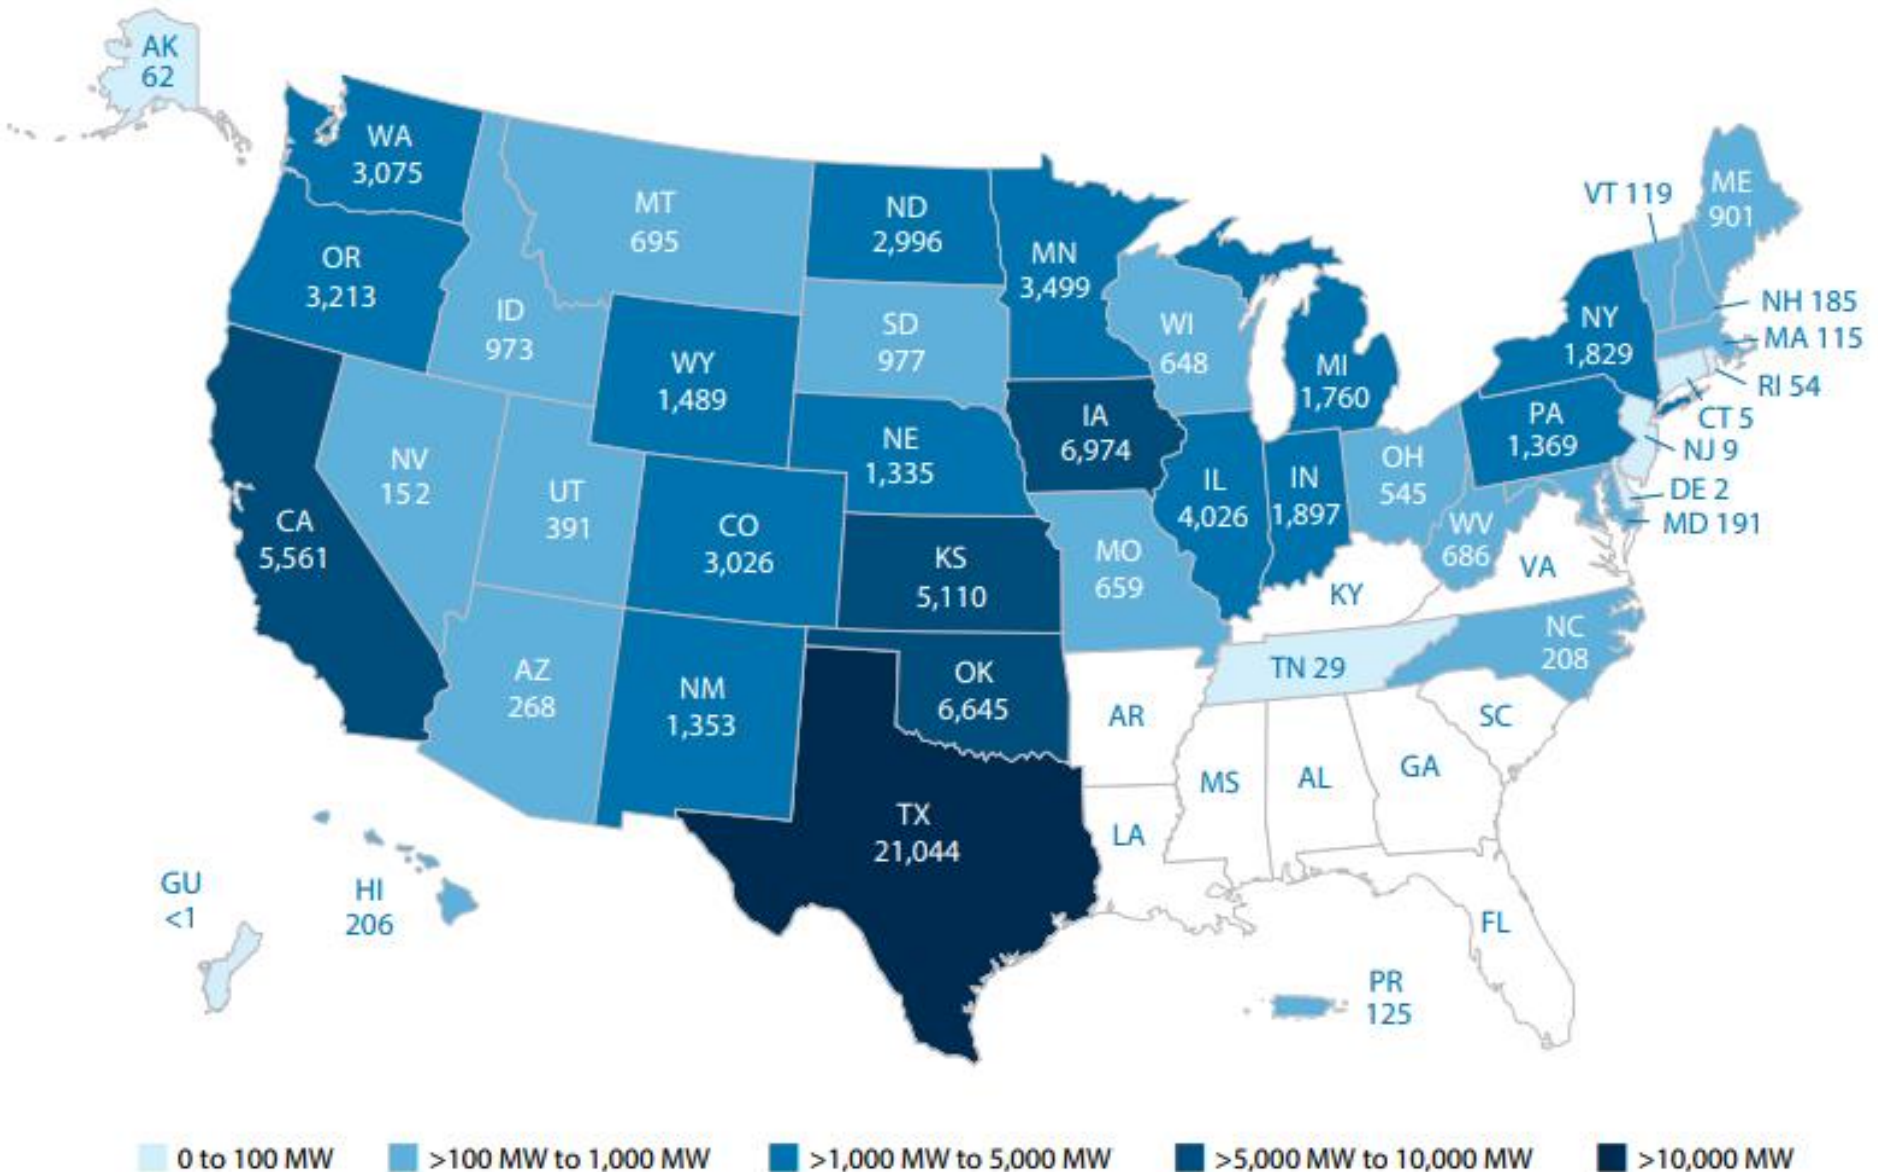 AK
62
WA
3,075
MT
695
ND
2,996
MN
3,499
VT 119
ME
901
OR
3,213
ID
973
SD
977
WI
648
NH 185
NY
1,829
MA 115
WY
1,489
MI
1,760
RI 54
IA
6,974
PA
1,369
CT 5
NE
1,335
NJ 9
NV
152
UT
391
OH
545
IL
4,026
IN
1,897
DE 2
MD 191
CA
5,561
CO
3,026
KS
5,110
MO
659
WV
686
VA
KY
AZ
268
NM
1,353
OK
6,645
AR
TN 29
NC
208
SC
TX
21,044
MS
AL
GA
LA
GU
<1
HI
206
FL
PR
125
0 to 100 MW
>100 MW to 1,000 MW
>1,000 MW to 5,000 MW
>5,000 MW to 10,000 MW
>10,000 MW